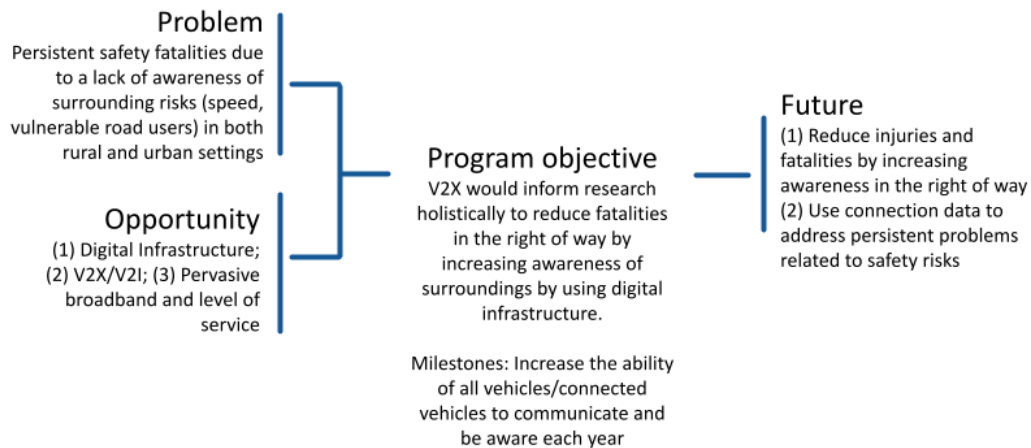 Problem
Persistent safety fatalities due
to a lack of awareness of
surrounding risks (speed,
vulnerable road users) in both
rural and urban settings
Opportunity
(1) Digital Infrastructure;
(2) V2X/V2I; (3) Pervasive
broadband and level of
service
Program objective
V2X would inform research
holistically to reduce fatalities
in the right of way by
increasing awareness of
surroundings by using digital
infrastructure.
Milestones: Increase the ability
of all vehicles/connected
vehicles to communicate and
be aware each year
Future
(1) Reduce injuries and
fatalities by increasing
awareness in the right of way
(2) Use connection data to
address persistent problems
related to safety risks